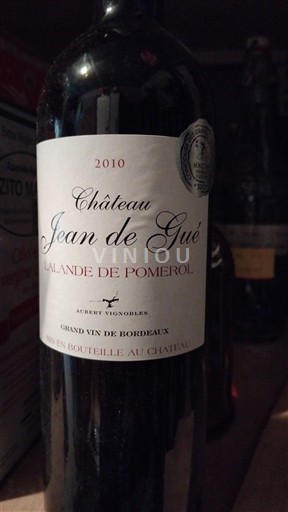 2010
Château
Jean de Gué
VINIOU
LALANDE DE POMEROL
AUBERT VIGNOBLES
GRAND VIN DE BORDEAUX
MIS EN BOUTEILLE AU CHATEAU
ZITO